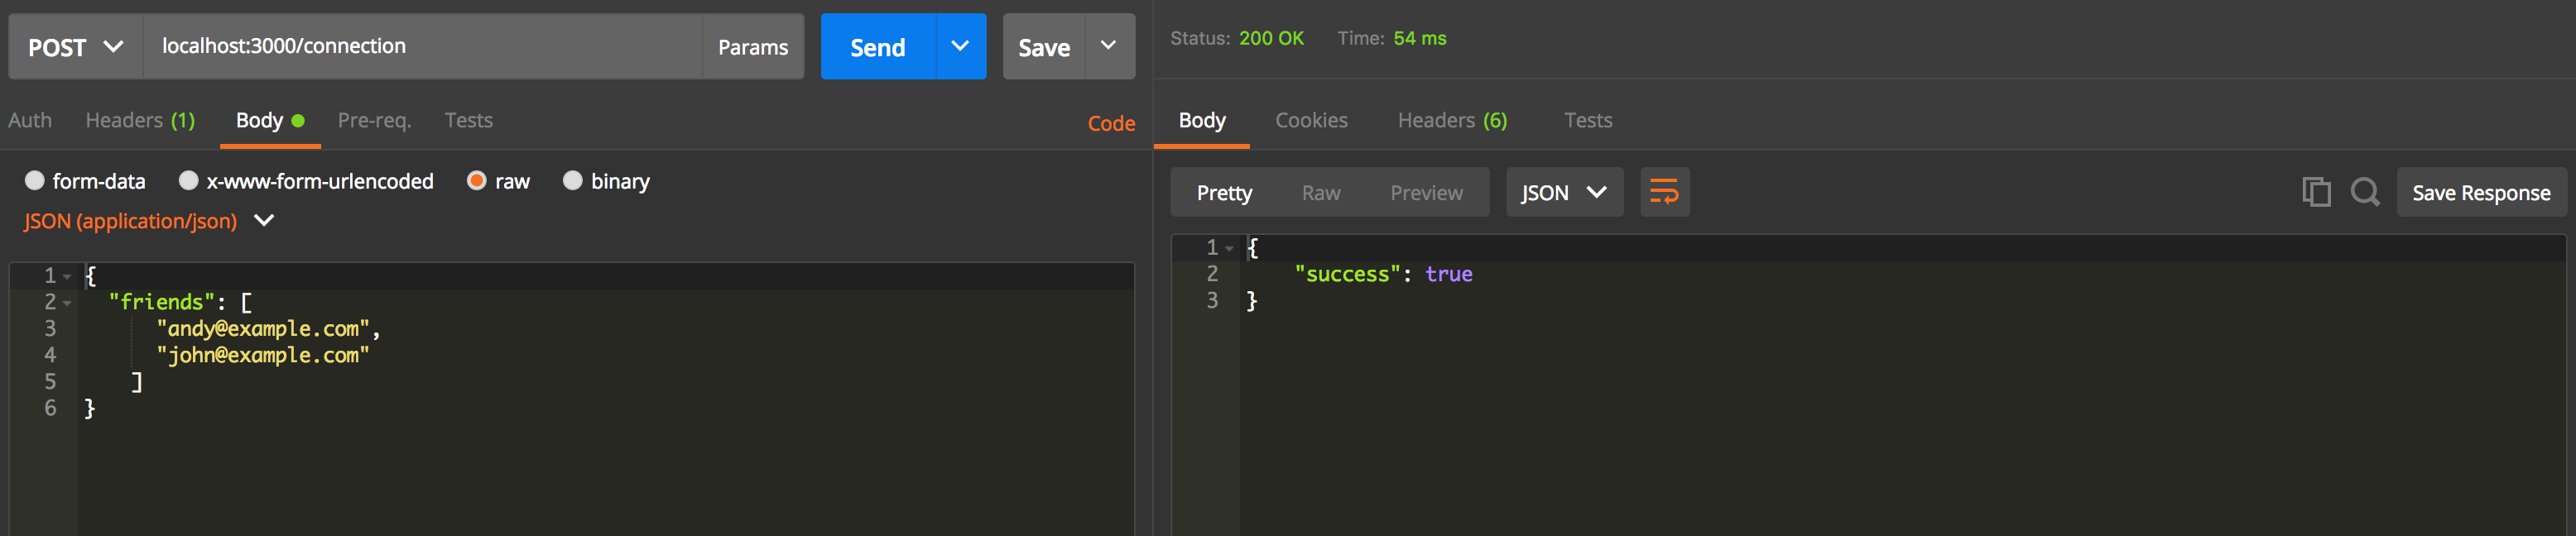 POST localhost:3000/connection Params Send Save
Auth Headers (1) Body Pre-req. Tests Code
form-data x-www-form-urlencoded raw binary
JSON (application/json)
1 {
2 "friends": [
3 "andy@example.com",
4 "john@example.com"
5 ]
6 }
Status: 200 OK Time: 54 ms
Body Cookies Headers (6) Tests
Pretty Raw Preview JSON Save Response
1 {
2 "success": true
3 }